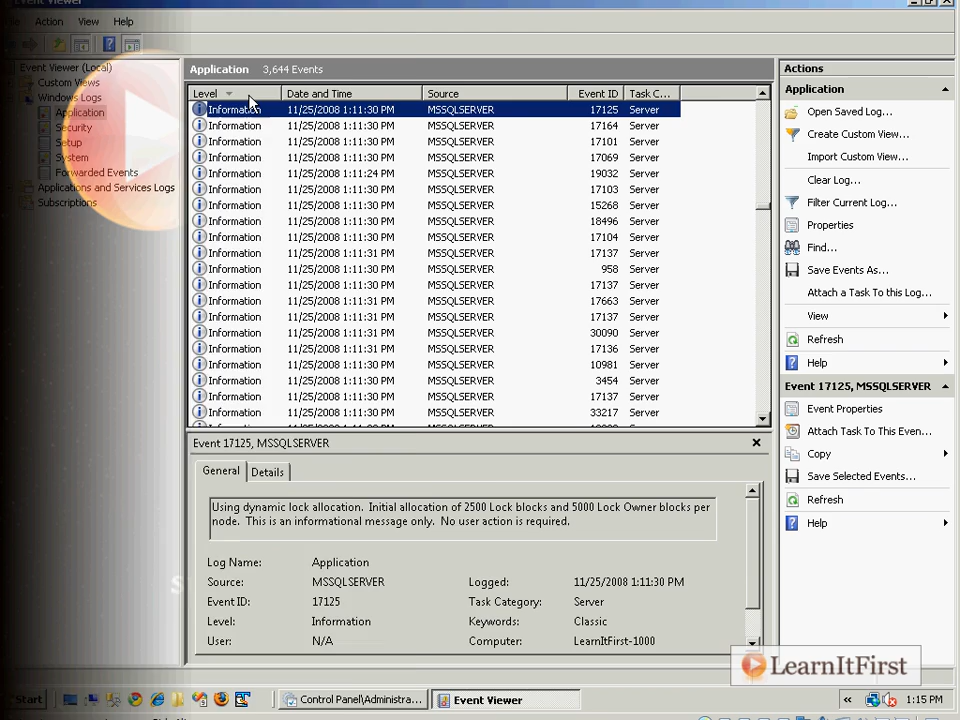 Event Viewer
File Action View Help
Event Viewer (Local)
Custom Views
Windows Logs
Application
Security
Setup
System
Forwarded Events
Applications and Services Logs
Subscriptions
Application 3,644 Events
Level Date and Time Source Event ID Task C...
Information 11/25/2008 1:11:30 PM MSSQLSERVER 17125 Server
Information 11/25/2008 1:11:30 PM MSSQLSERVER 17164 Server
Information 11/25/2008 1:11:30 PM MSSQLSERVER 17101 Server
Information 11/25/2008 1:11:30 PM MSSQLSERVER 17069 Server
Information 11/25/2008 1:11:24 PM MSSQLSERVER 19032 Server
Information 11/25/2008 1:11:30 PM MSSQLSERVER 17103 Server
Information 11/25/2008 1:11:30 PM MSSQLSERVER 15268 Server
Information 11/25/2008 1:11:30 PM MSSQLSERVER 18496 Server
Information 11/25/2008 1:11:30 PM MSSQLSERVER 17104 Server
Information 11/25/2008 1:11:30 PM MSSQLSERVER 17137 Server
Information 11/25/2008 1:11:30 PM MSSQLSERVER 958 Server
Information 11/25/2008 1:11:30 PM MSSQLSERVER 17137 Server
Information 11/25/2008 1:11:31 PM MSSQLSERVER 17663 Server
Information 11/25/2008 1:11:31 PM MSSQLSERVER 17137 Server
Information 11/25/2008 1:11:31 PM MSSQLSERVER 30090 Server
Information 11/25/2008 1:11:31 PM MSSQLSERVER 17136 Server
Information 11/25/2008 1:11:30 PM MSSQLSERVER 10981 Server
Information 11/25/2008 1:11:30 PM MSSQLSERVER 3454 Server
Information 11/25/2008 1:11:30 PM MSSQLSERVER 17137 Server
Information 11/25/2008 1:11:30 PM MSSQLSERVER 33217 Server
Event 17125, MSSQLSERVER
General Details
Using dynamic lock allocation. Initial allocation of 2500 Lock blocks and 5000 Lock Owner blocks per
node. This is an informational message only. No user action is required.
Log Name: Application
Source: MSSQLSERVER Logged: 11/25/2008 1:11:30 PM
Event ID: 17125 Task Category: Server
Level: Information Keywords: Classic
User: N/A Computer: LearnItFirst-1000
Actions
Application
Open Saved Log...
Create Custom View...
Import Custom View...
Clear Log...
Filter Current Log...
Properties
Find...
Save Events As...
Attach a Task To this Log...
View
Refresh
Help
Event 17125, MSSQLSERVER
Event Properties
Attach Task To This Even...
Copy
Save Selected Events...
Refresh
Help
LearnItFirst
Start Control Panel\Administra... Event Viewer « 1:15 PM